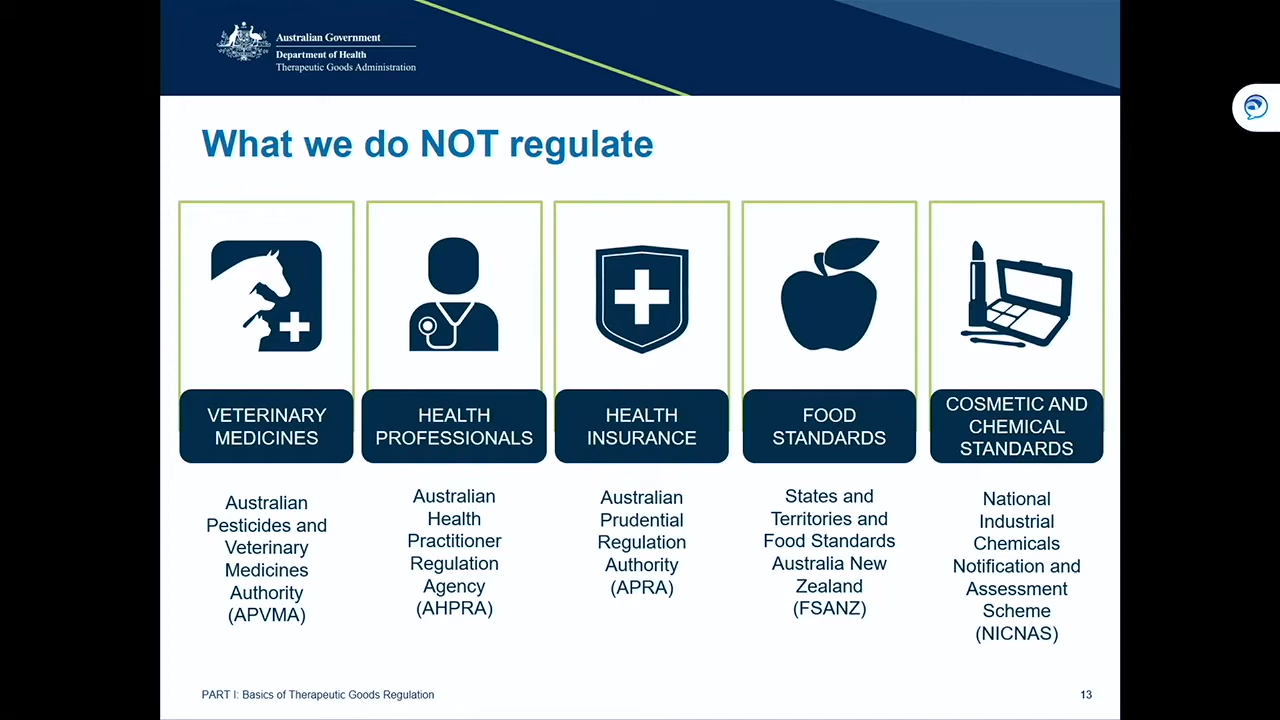 Australian Government
Department of Health
Therapeutic Goods Administration
What we do NOT regulate
VETERINARY
MEDICINES
Australian
Pesticides and
Veterinary
Medicines
Authority
(APVMA)
HEALTH
PROFESSIONALS
Australian
Health
Practitioner
Regulation
Agency
(AHPRA)
HEALTH
INSURANCE
Australian
Prudential
Regulation
Authority
(APRA)
FOOD
STANDARDS
States and
Territories and
Food Standards
Australia New
Zealand
(FSANZ)
COSMETIC AND
CHEMICAL
STANDARDS
National
Industrial
Chemicals
Notification and
Assessment
Scheme
(NICNAS)
PART I: Basics of Therapeutic Goods Regulation
13